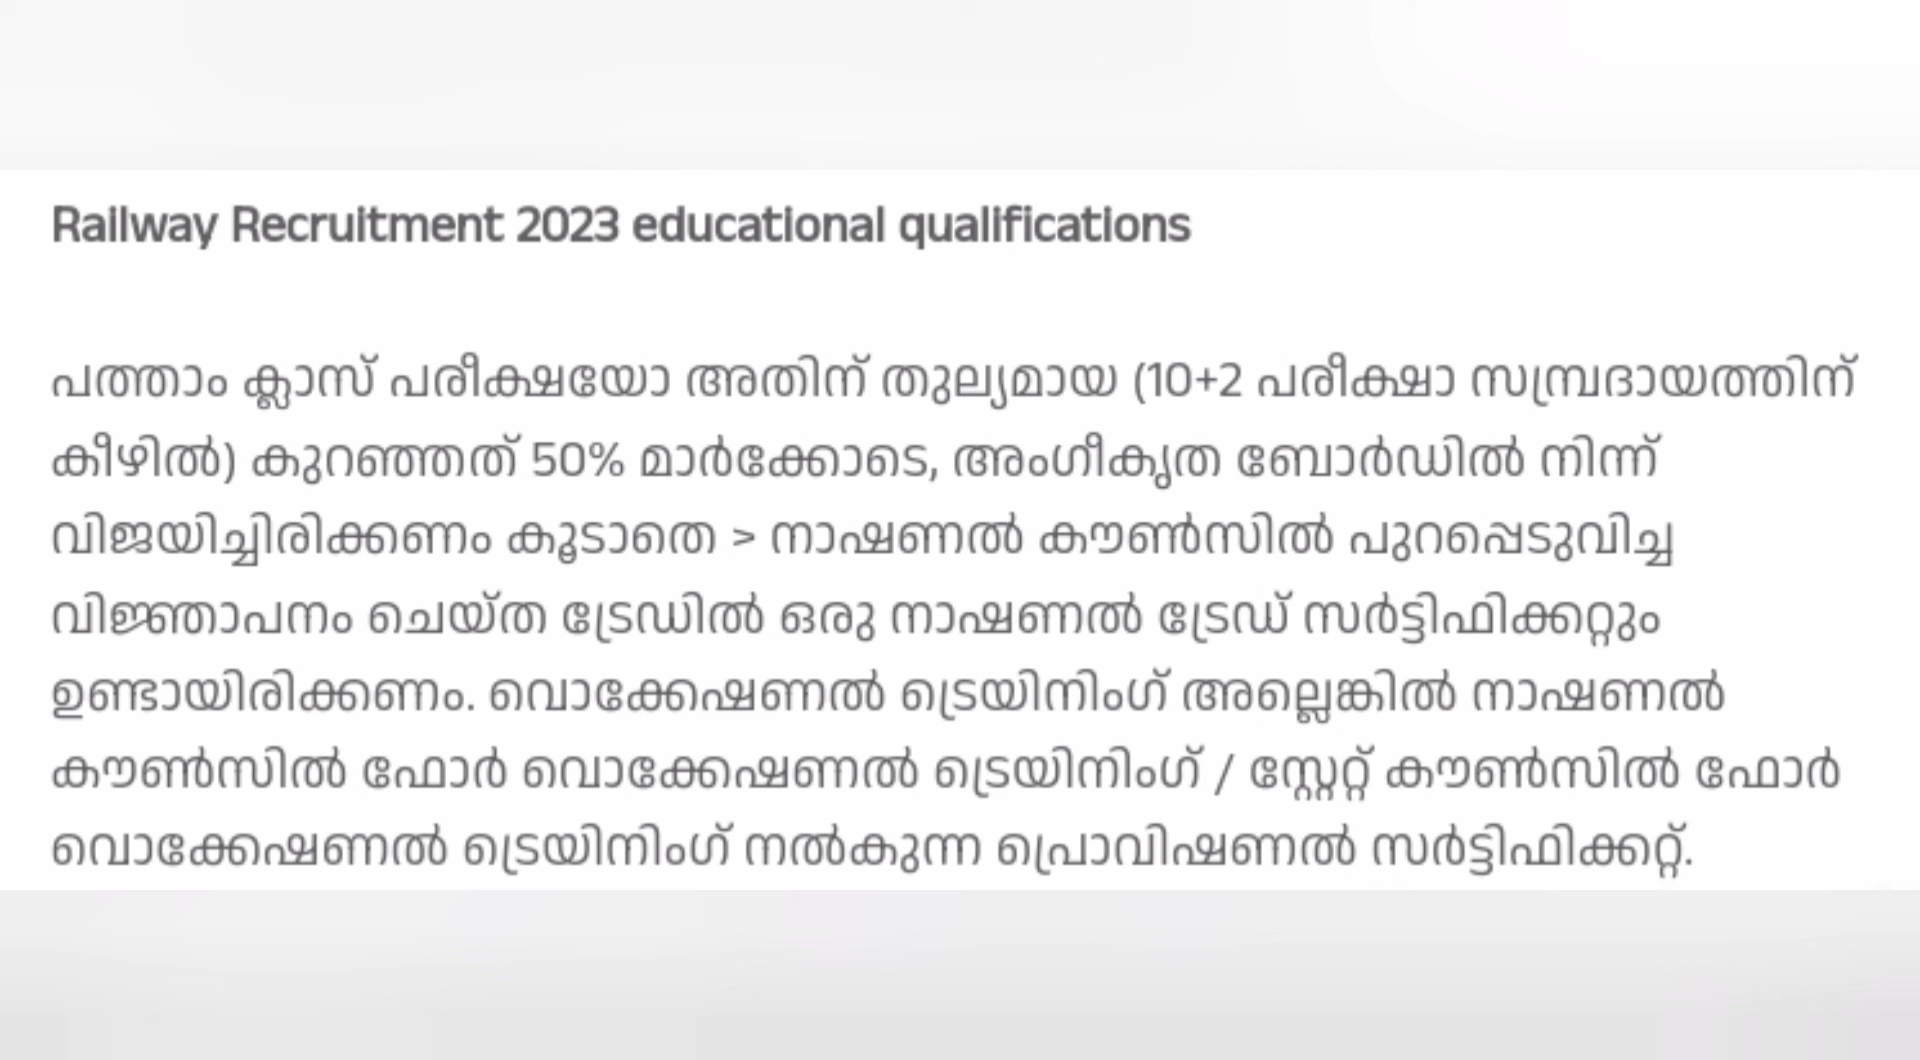 Railway Recruitment 2023 educational qualifications
പത്താം ക്ലാസ് പരീക്ഷയോ അതിന് തുല്യമായ (10+2 പരീക്ഷാ സമ്പ്രദായത്തിന്
കീഴിൽ) കുറഞ്ഞത് 50% മാർക്കോടെ, അംഗീകൃത ബോർഡിൽ നിന്ന്
വിജയിച്ചിരിക്കണം കൂടാതെ > നാഷണൽ കൗൺസിൽ പുറപ്പെടുവിച്ച
വിജ്ഞാപനം ചെയ്ത ട്രേഡിൽ ഒരു നാഷണൽ ട്രേഡ് സർട്ടിഫിക്കറ്റും
ഉണ്ടായിരിക്കണം. വൊക്കേഷണൽ ട്രെയിനിംഗ് അല്ലെങ്കിൽ നാഷണൽ
കൗൺസിൽ ഫോർ വൊക്കേഷണൽ ട്രെയിനിംഗ് / സ്റ്റേറ്റ് കൗൺസിൽ ഫോർ
വൊക്കേഷണൽ ട്രെയിനിംഗ് നൽകുന്ന പ്രൊവിഷണൽ സർട്ടിഫിക്കറ്റ്.